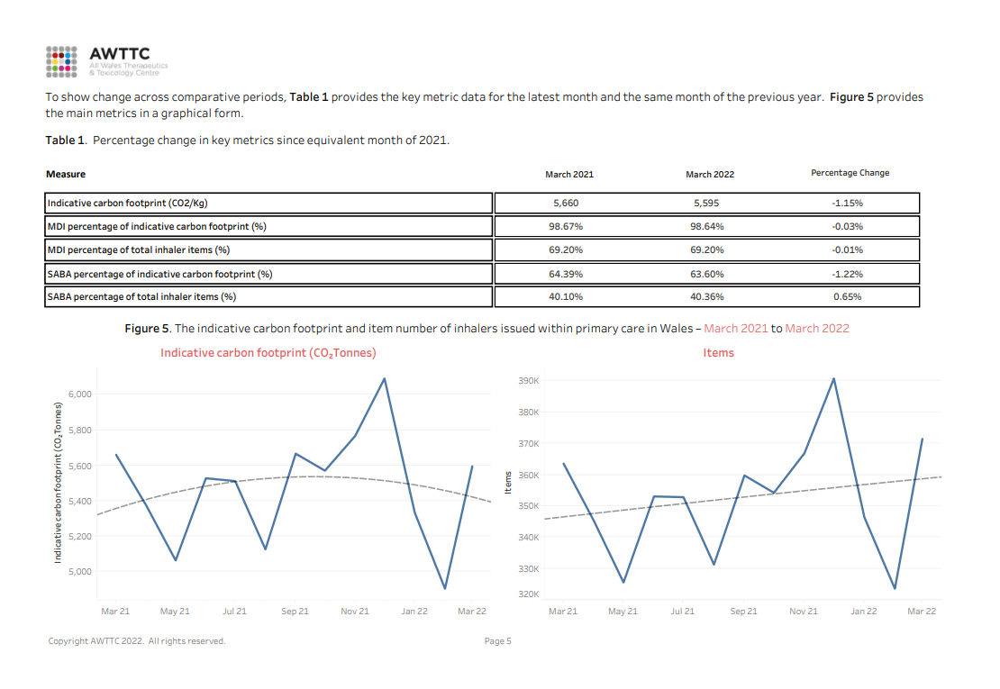 AWTTC
All Wales Therapeutics
& Toxicology Centre
To show change across comparative periods, Table 1 provides the key metric data for the latest month and the same month of the previous year.  Figure 5 provides
the main metrics in a graphical form.
Table 1.  Percentage change in key metrics since equivalent month of 2021.
Measure March 2021 March 2022 Percentage Change
Indicative carbon footprint (CO2/Kg) 5,660 5,595 -1.15%
MDI percentage of indicative carbon footprint (%) 98.67% 98.64% -0.03%
MDI percentage of total inhaler items (%) 69.20% 69.20% -0.01%
SABA percentage of indicative carbon footprint (%) 64.39% 63.60% -1.22%
SABA percentage of total inhaler items (%) 40.10% 40.36% 0.65%
Figure 5. The indicative carbon footprint and item number of inhalers issued within primary care in Wales – March 2021 to March 2022
Indicative carbon footprint (CO₂Tonnes)
Indicative carbon footprint (CO₂Tonnes)
6,000
5,800
5,600
5,400
5,200
5,000
Mar 21 May 21 Jul 21 Sep 21 Nov 21 Jan 22 Mar 22
Items
Items
390K
380K
370K
360K
350K
340K
330K
320K
Mar 21 May 21 Jul 21 Sep 21 Nov 21 Jan 22 Mar 22
Copyright AWTTC 2022.  All rights reserved.
Page 5